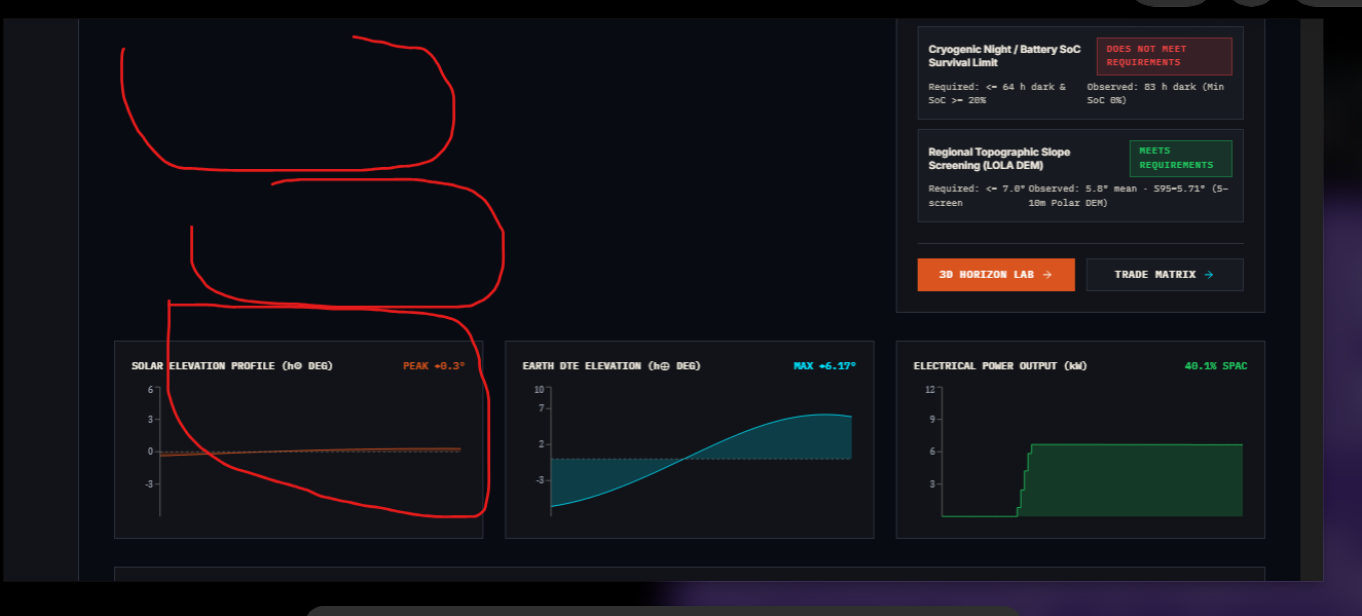 Cryogenic Night / Battery SoC
Survival Limit
DOES NOT MEET
REQUIREMENTS
Required: <= 64 h dark &
SoC >= 20%
Observed: 83 h dark (Min
SoC 0%)
Regional Topographic Slope
Screening (LOLA DEM)
MEETS
REQUIREMENTS
Required: <= 7.0°
screen
Observed: 5.8° mean · S95=5.71° (5–
10m Polar DEM)
3D HORIZON LAB →
TRADE MATRIX →
SOLAR ELEVATION PROFILE (h⊙ DEG)
PEAK +0.3°
6
3
0
-3
EARTH DTE ELEVATION (h⊕ DEG)
MAX +6.17°
10
7
2
-3
ELECTRICAL POWER OUTPUT (kW)
40.1% SPAC
12
9
6
3